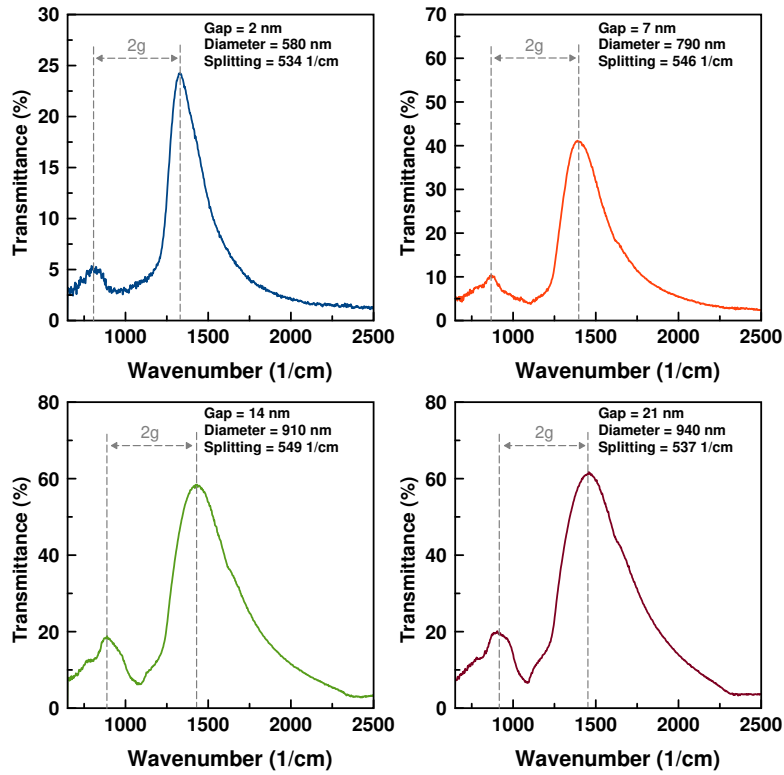 Gap = 2 nm
Diameter = 580 nm
Splitting = 534 1/cm
2g
Transmittance (%)
30
25
20
15
10
5
0
1000
1500
2000
2500
Wavenumber (1/cm)
Gap = 7 nm
Diameter = 790 nm
Splitting = 546 1/cm
2g
Transmittance (%)
70
60
50
40
30
20
10
0
1000
1500
2000
2500
Wavenumber (1/cm)
Gap = 14 nm
Diameter = 910 nm
Splitting = 549 1/cm
2g
Transmittance (%)
80
60
40
20
0
1000
1500
2000
2500
Wavenumber (1/cm)
Gap = 21 nm
Diameter = 940 nm
Splitting = 537 1/cm
2g
Transmittance (%)
80
60
40
20
0
1000
1500
2000
2500
Wavenumber (1/cm)